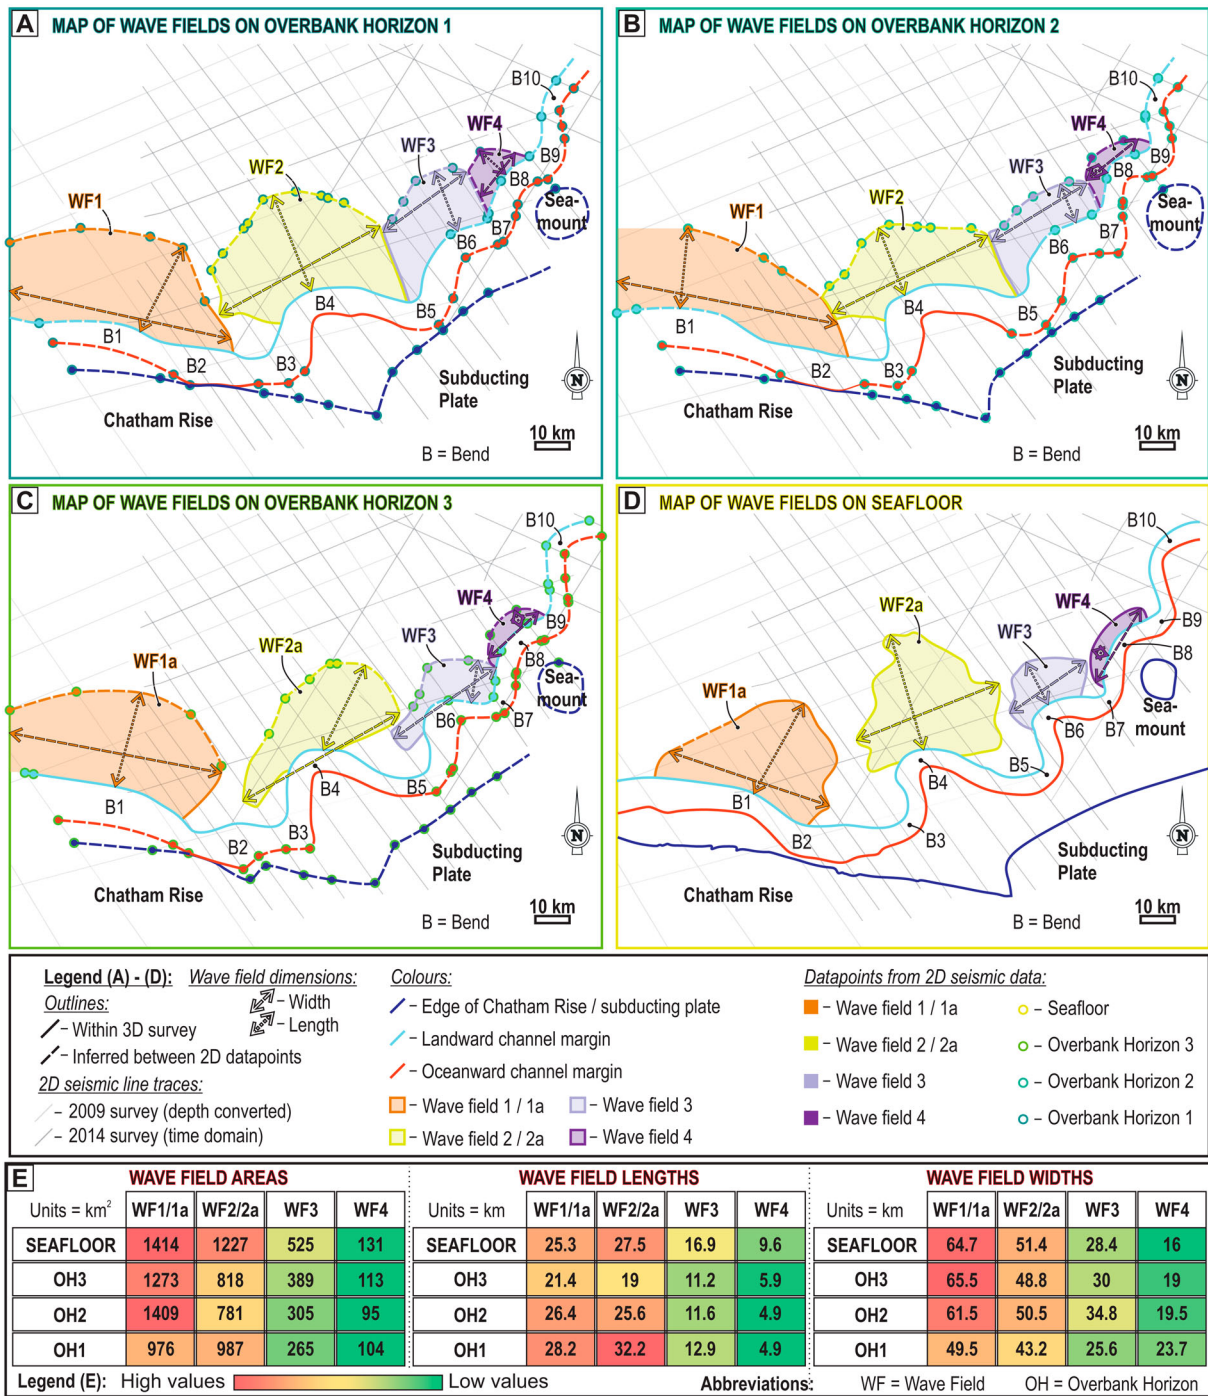 A MAP OF WAVE FIELDS ON OVERBANK HORIZON 1
B10
WF4
WF3
B9
WF2
B8
Sea-
mount
WF1
B7
B6
B4
B5
B1
B3
B2
Subducting
Plate
N
Chatham Rise
10 km
B = Bend
B MAP OF WAVE FIELDS ON OVERBANK HORIZON 2
B10
WF4
B9
WF3
B8
WF2
WF1
Sea-
mount
B7
B6
B4
B5
B1
B3
B2
Subducting
Plate
N
Chatham Rise
10 km
B = Bend
C MAP OF WAVE FIELDS ON OVERBANK HORIZON 3
B10
WF4
B9
WF3
WF2a
B8
WF1a
Sea-
mount
B7
B6
B5
B4
B1
B3
B2
Subducting
Plate
N
Chatham Rise
10 km
B = Bend
D MAP OF WAVE FIELDS ON SEAFLOOR
B10
WF4
WF2a
B9
WF3
B8
WF1a
Sea-
mount
B7
B6
B5
B4
B1
B3
B2
Subducting
Plate
N
Chatham Rise
10 km
B = Bend
Legend (A) - (D):
Outlines:
- Within 3D survey
- Inferred between 2D datapoints
2D seismic line traces:
- 2009 survey (depth converted)
- 2014 survey (time domain)
Wave field dimensions:
- Width
- Length
Colours:
- Edge of Chatham Rise / subducting plate
- Landward channel margin
- Oceanward channel margin
- Wave field 1 / 1a
- Wave field 3
- Wave field 2 / 2a
- Wave field 4
Datapoints from 2D seismic data:
- Wave field 1 / 1a
- Seafloor
- Wave field 2 / 2a
- Overbank Horizon 3
- Wave field 3
- Overbank Horizon 2
- Wave field 4
- Overbank Horizon 1
E WAVE FIELD AREAS
Units = km² WF1/1a WF2/2a WF3 WF4
SEAFLOOR 1414 1227 525 131
OH3 1273 818 389 113
OH2 1409 781 305 95
OH1 976 987 265 104
WAVE FIELD LENGTHS
Units = km WF1/1a WF2/2a WF3 WF4
SEAFLOOR 25.3 27.5 16.9 9.6
OH3 21.4 19 11.2 5.9
OH2 26.4 25.6 11.6 4.9
OH1 28.2 32.2 12.9 4.9
WAVE FIELD WIDTHS
Units = km WF1/1a WF2/2a WF3 WF4
SEAFLOOR 64.7 51.4 28.4 16
OH3 65.5 48.8 30 19
OH2 61.5 50.5 34.8 19.5
OH1 49.5 43.2 25.6 23.7
Legend (E): High values Low values Abbreviations: WF = Wave Field OH = Overbank Horizon